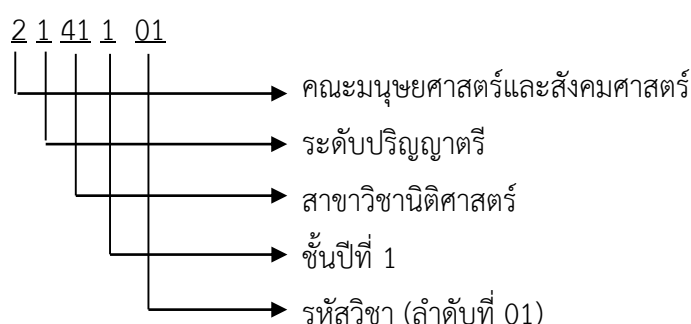 2 1 41 1 01
คณะมนุษยศาสตร์และสังคมศาสตร์
ระดับปริญญาตรี
สาขาวิชานิติศาสตร์
ชั้นปีที่ 1
รหัสวิชา (ลำดับที่ 01)